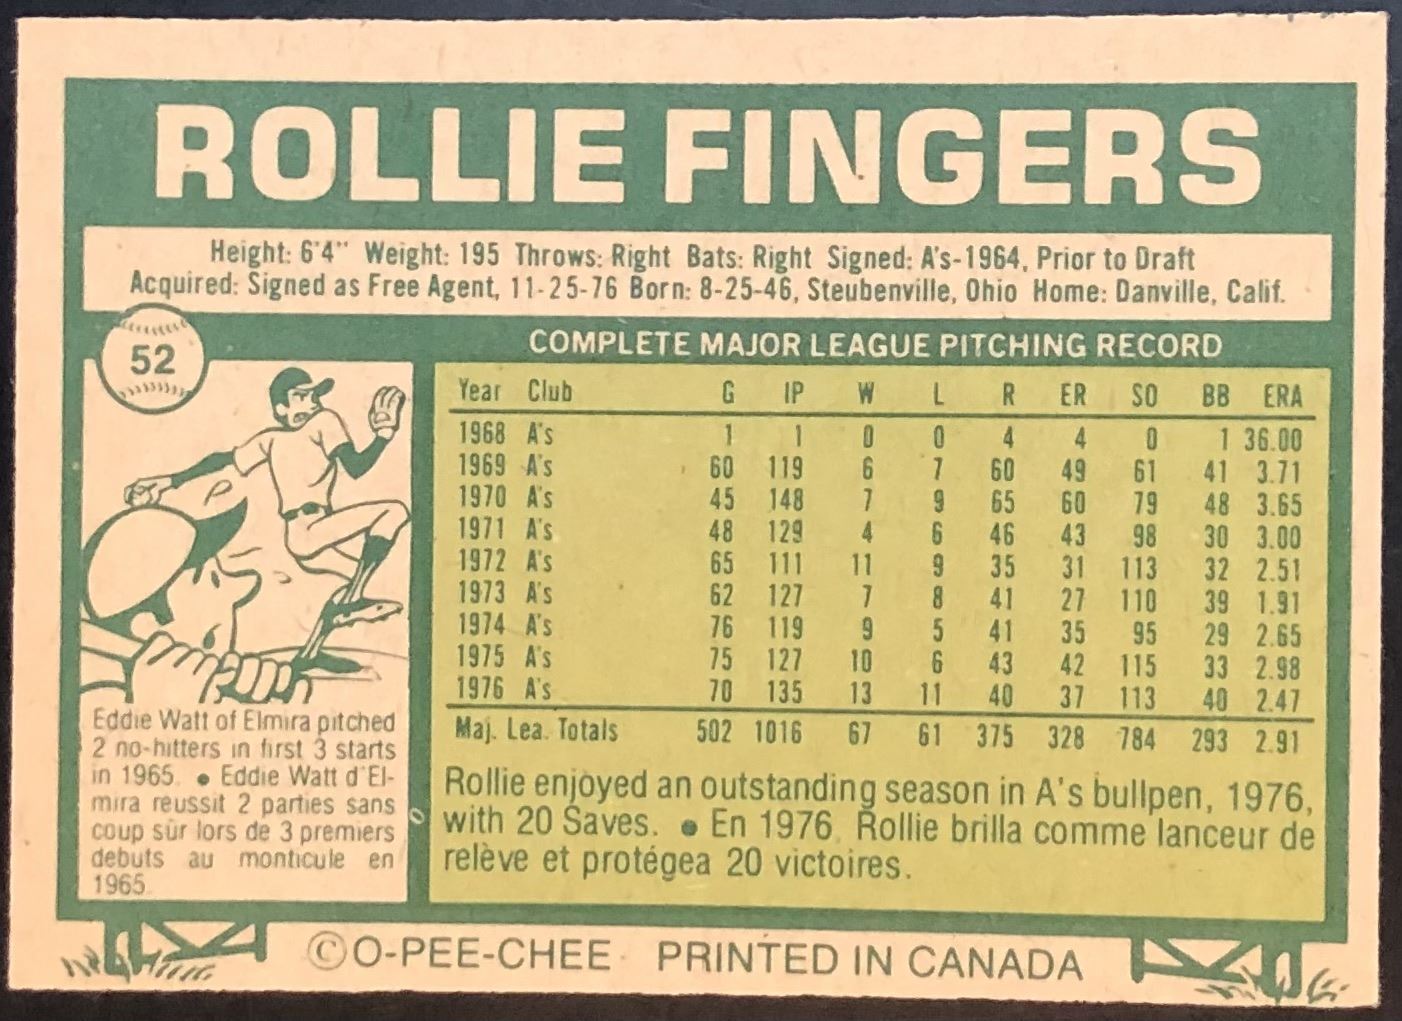 ROLLIE FINGERS
Height: 6'4" Weight: 195 Throws: Right Bats: Right Signed: A's-1964, Prior to Draft
Acquired: Signed as Free Agent, 11-25-76 Born: 8-25-46, Steubenville, Ohio Home: Danville, Calif.
52
COMPLETE MAJOR LEAGUE PITCHING RECORD
Year Club G IP W L R ER SO BB ERA
1968 A's 1 1 0 0 4 4 0 1 36.00
1969 A's 60 119 6 7 60 49 61 41 3.71
1970 A's 45 148 7 9 65 60 79 48 3.65
1971 A's 48 129 4 6 46 43 98 30 3.00
1972 A's 65 111 11 9 35 31 113 32 2.51
1973 A's 62 127 7 8 41 27 110 39 1.91
1974 A's 76 119 9 5 41 35 95 29 2.65
1975 A's 75 127 10 6 43 42 115 33 2.98
1976 A's 70 135 13 11 40 37 113 40 2.47
Maj. Lea. Totals 502 1016 67 61 375 328 784 293 2.91
Eddie Watt of Elmira pitched
2 no-hitters in first 3 starts
in 1965. • Eddie Watt d'El-
mira réussit 2 parties sans
coup sûr lors de 3 premiers
debuts au monticule en
1965.
Rollie enjoyed an outstanding season in A's bullpen, 1976,
with 20 Saves. • En 1976, Rollie brilla comme lanceur de
relève et protégea 20 victoires.
©O-PEE-CHEE PRINTED IN CANADA